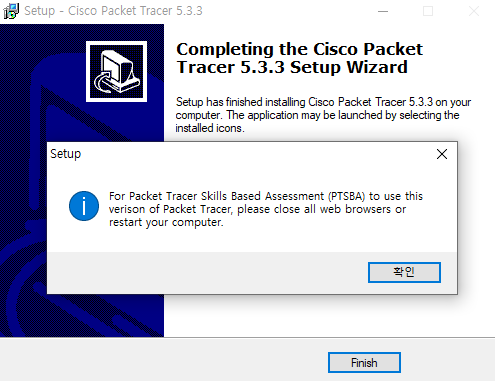 Setup - Cisco Packet Tracer 5.3.3
Completing the Cisco Packet
Tracer 5.3.3 Setup Wizard
Setup has finished installing Cisco Packet Tracer 5.3.3 on your
computer. The application may be launched by selecting the
installed icons.
Setup
For Packet Tracer Skills Based Assessment (PTSBA) to use this
verison of Packet Tracer, please close all web browsers or
restart your computer.
확인
Finish